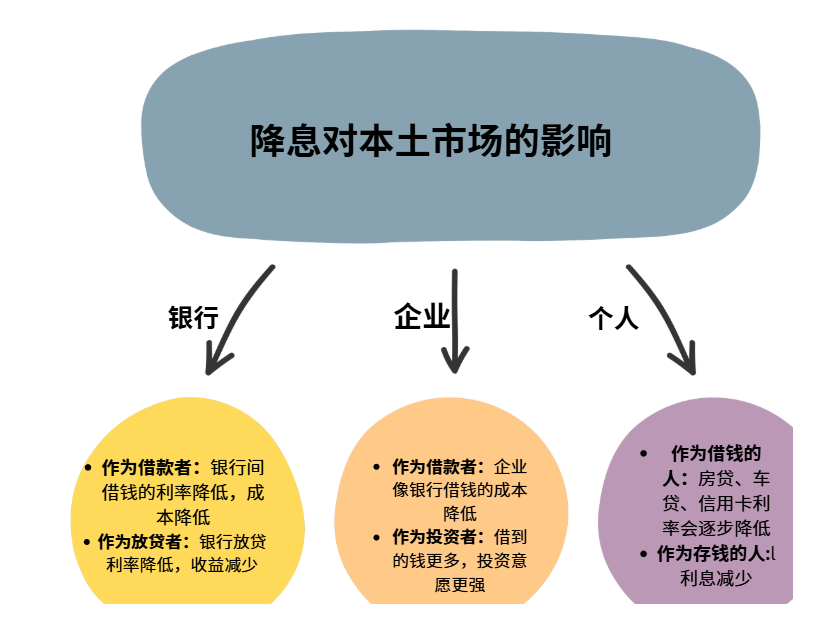 降息对本土市场的影响
银行
企业
个人
• 作为借款者：银行间
借钱的利率降低，成
本降低
• 作为放贷者：银行放贷
利率降低，收益减少
• 作为借款者：企业
像银行借钱的成本
降低
• 作为投资者：借到
的钱更多，投资意
愿更强
• 作为借钱的
人：房贷、车
贷、信用卡利
率会逐步降低
• 作为存钱的人:l
利息减少